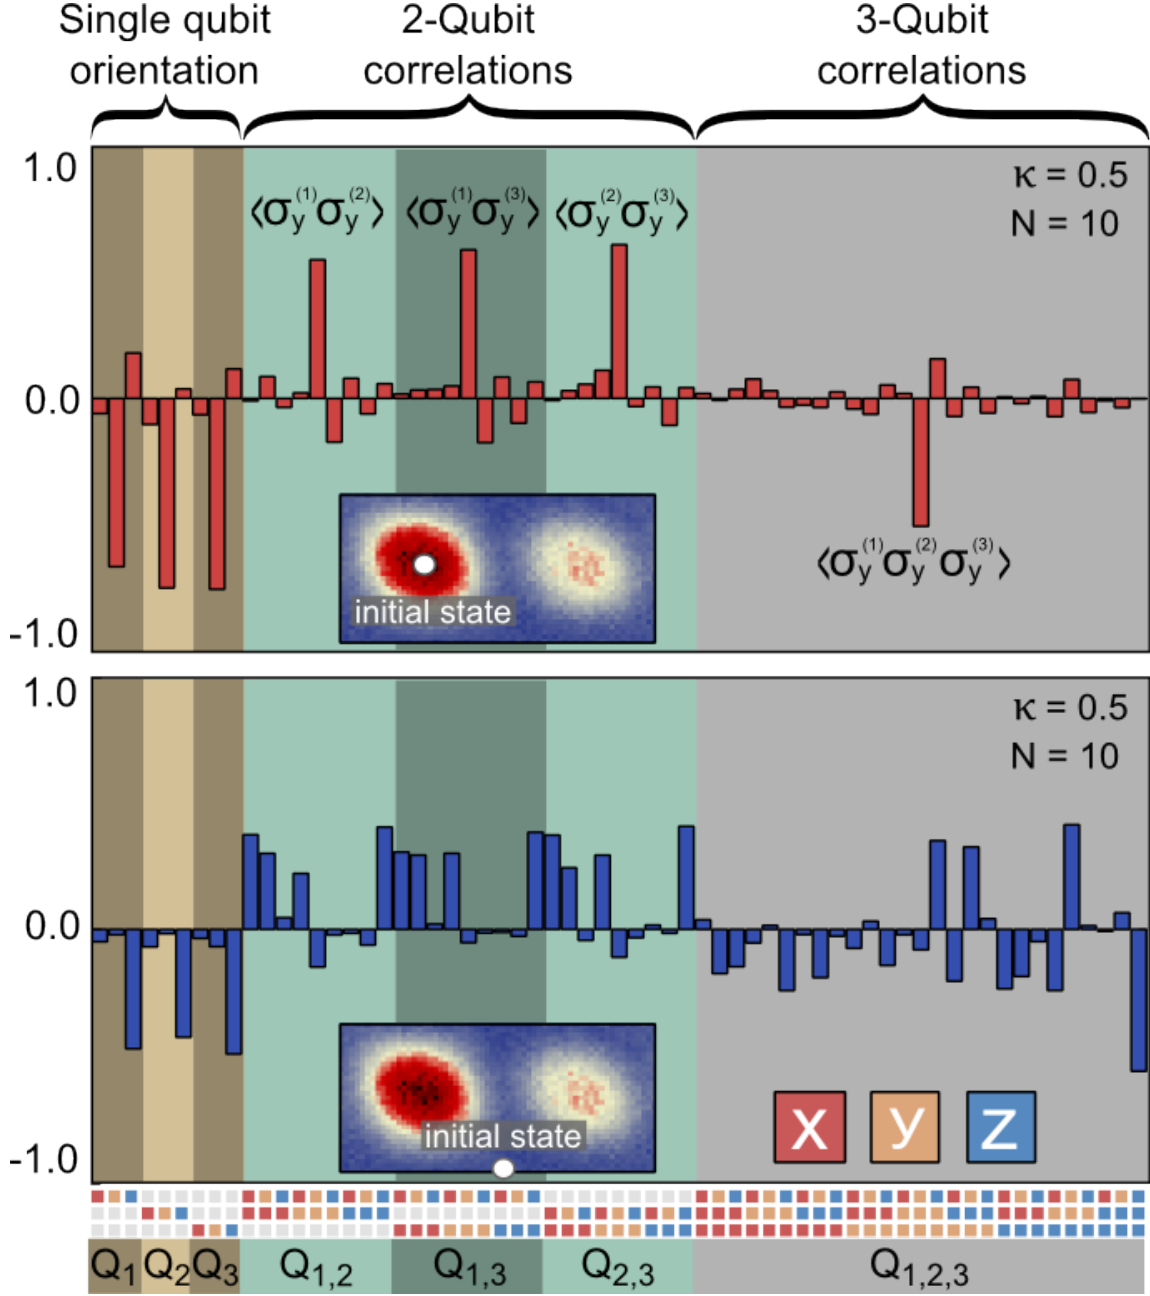 Single qubit orientation
2-Qubit correlations
3-Qubit correlations
1.0
0.0
-1.0
⟨σy(1)σy(2)⟩
⟨σy(1)σy(3)⟩
⟨σy(2)σy(3)⟩
κ = 0.5
N = 10
⟨σy(1)σy(2)σy(3)⟩
initial state
1.0
0.0
-1.0
κ = 0.5
N = 10
initial state
X y Z
Q1 Q2 Q3 Q1,2 Q1,3 Q2,3 Q1,2,3